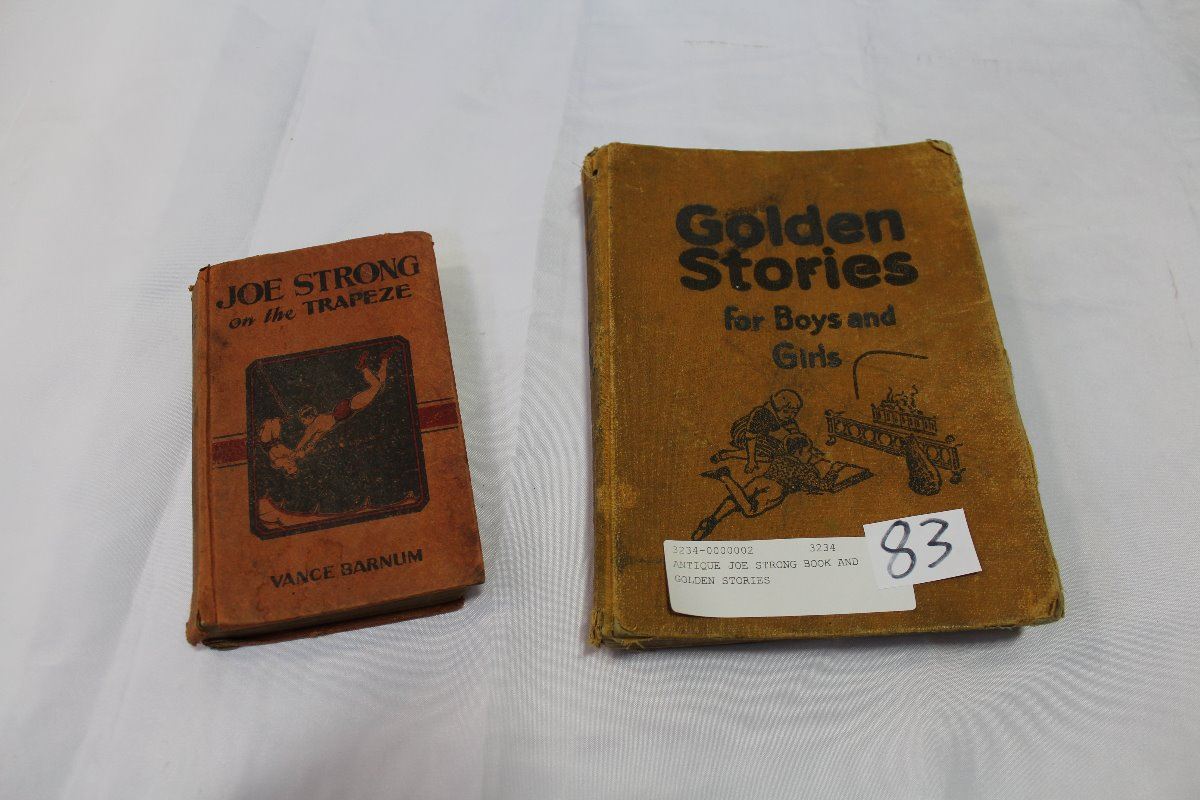 JOE STRONG
on the TRAPEZE
VANCE BARNUM
Golden
Stories
for Boys and
Girls
3234-0000002 3234
ANTIQUE JOE STRONG BOOK AND
GOLDEN STORIES
83